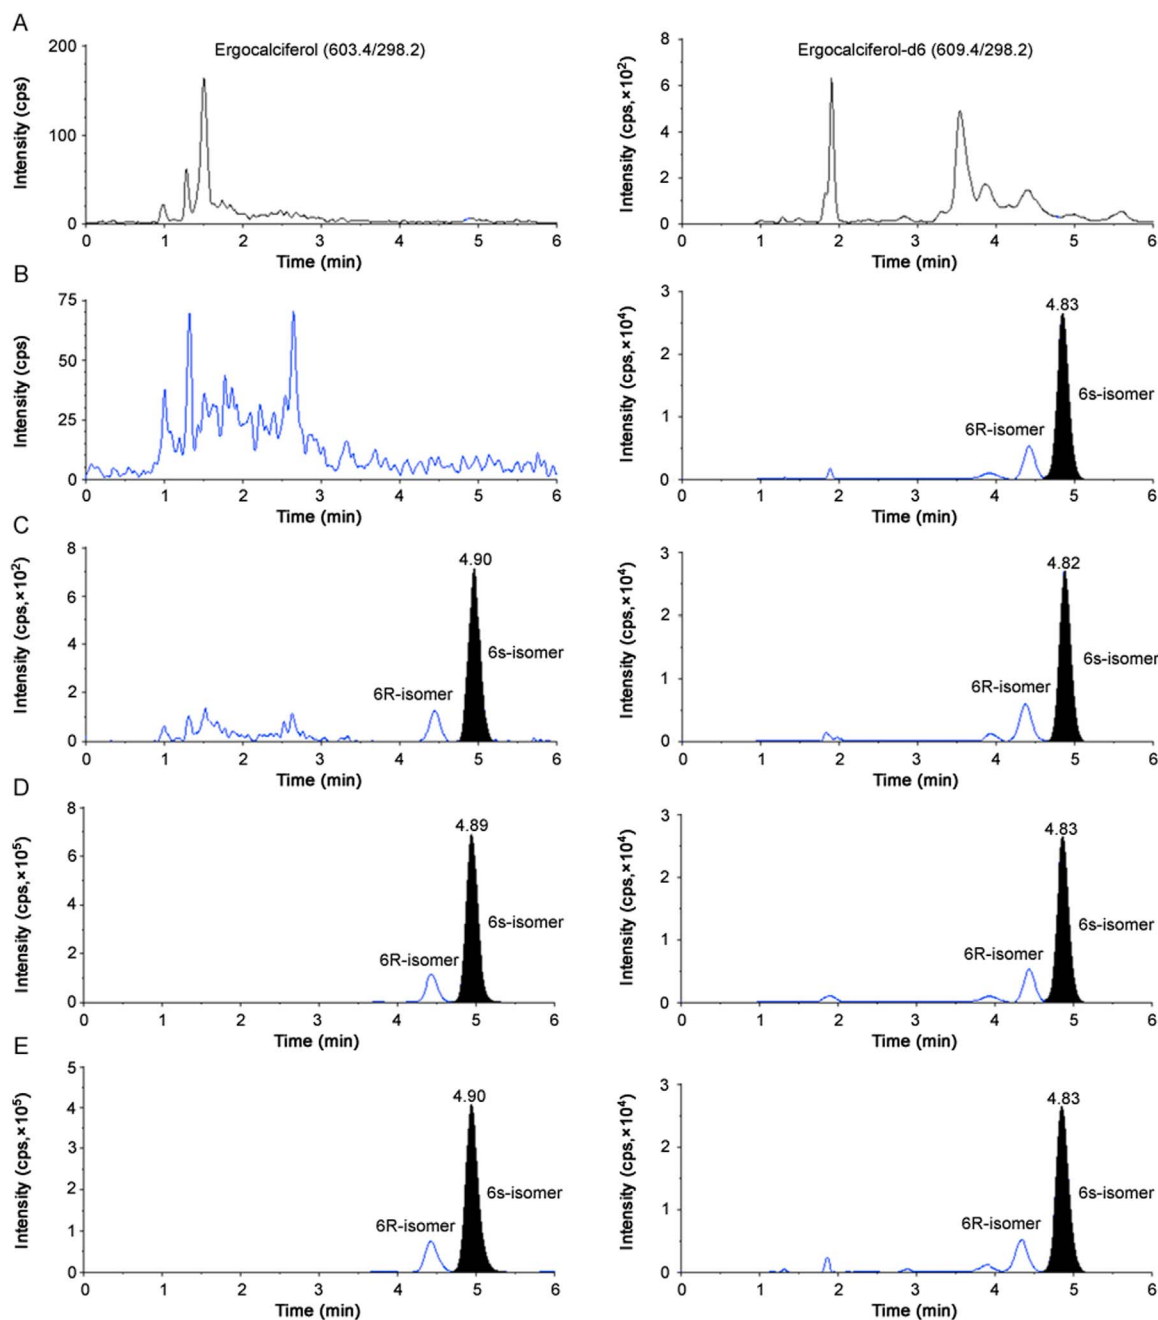 A
Ergocalciferol (603.4/298.2)
Intensity (cps)
200
100
0
0 1 2 3 4 5 6
Time (min)
Ergocalciferol-d6 (609.4/298.2)
Intensity (cps,×10²)
8
6
4
2
0
0 1 2 3 4 5 6
Time (min)
B
Intensity (cps)
75
50
25
0
0 1 2 3 4 5 6
Time (min)
Intensity (cps,×10⁴)
3
2
1
0
4.83
6s-isomer
6R-isomer
0 1 2 3 4 5 6
Time (min)
C
Intensity (cps,×10²)
8
6
4
2
0
4.90
6s-isomer
6R-isomer
0 1 2 3 4 5 6
Time (min)
Intensity (cps,×10⁴)
3
2
1
0
4.82
6s-isomer
6R-isomer
0 1 2 3 4 5 6
Time (min)
D
Intensity (cps,×10⁵)
8
6
4
2
0
4.89
6s-isomer
6R-isomer
0 1 2 3 4 5 6
Time (min)
Intensity (cps,×10⁴)
3
2
1
0
4.83
6s-isomer
6R-isomer
0 1 2 3 4 5 6
Time (min)
E
Intensity (cps,×10⁵)
5
4
3
2
1
0
4.90
6s-isomer
6R-isomer
0 1 2 3 4 5 6
Time (min)
Intensity (cps,×10⁴)
3
2
1
0
4.83
6s-isomer
6R-isomer
0 1 2 3 4 5 6
Time (min)